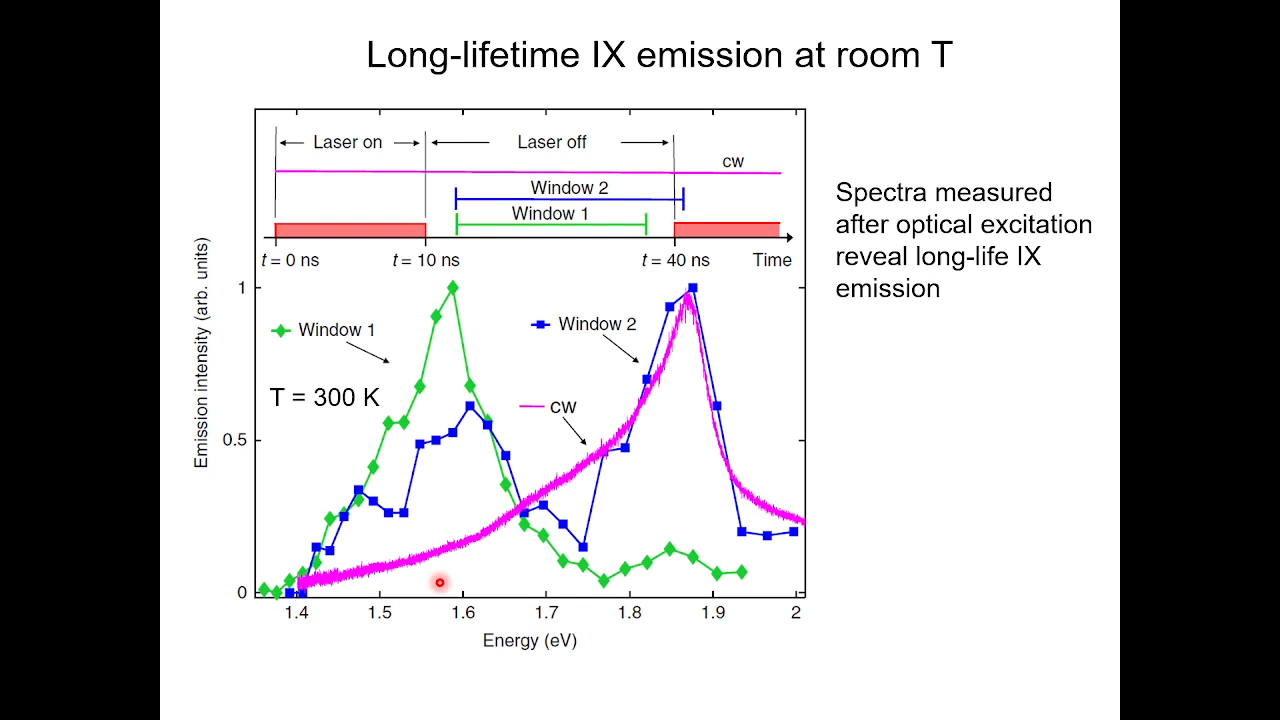 Long-lifetime IX emission at room T
Laser on
Laser off
cw
Window 2
Window 1
t = 0 ns
t = 10 ns
t = 40 ns
Time
Spectra measured
after optical excitation
reveal long-life IX
emission
Emission intensity (arb. units)
1
0.5
0
Window 1
Window 2
T = 300 K
cw
1.4
1.5
1.6
1.7
1.8
1.9
2
Energy (eV)